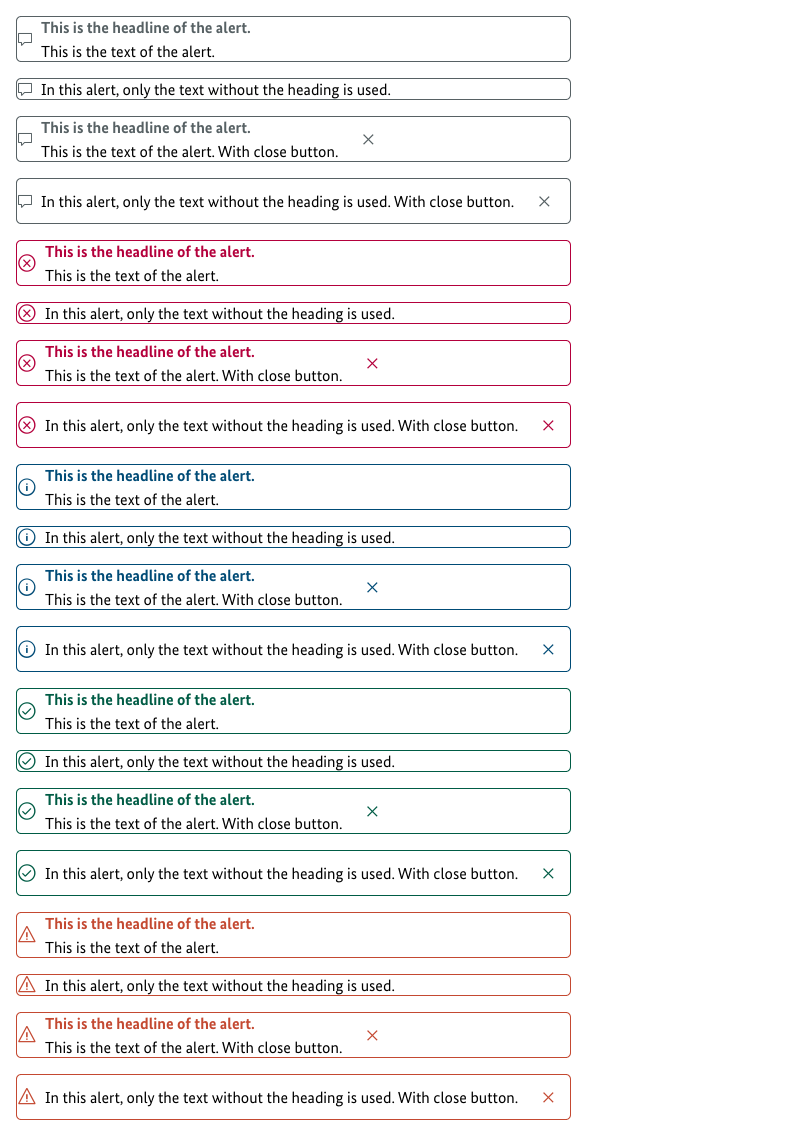 This is the headline of the alert.
This is the text of the alert.
In this alert, only the text without the heading is used.
This is the headline of the alert.
This is the text of the alert. With close button.
In this alert, only the text without the heading is used. With close button.
This is the headline of the alert.
This is the text of the alert.
In this alert, only the text without the heading is used.
This is the headline of the alert.
This is the text of the alert. With close button.
In this alert, only the text without the heading is used. With close button.
This is the headline of the alert.
This is the text of the alert.
In this alert, only the text without the heading is used.
This is the headline of the alert.
This is the text of the alert. With close button.
In this alert, only the text without the heading is used. With close button.
This is the headline of the alert.
This is the text of the alert.
In this alert, only the text without the heading is used.
This is the headline of the alert.
This is the text of the alert. With close button.
In this alert, only the text without the heading is used. With close button.
This is the headline of the alert.
This is the text of the alert.
In this alert, only the text without the heading is used.
This is the headline of the alert.
This is the text of the alert. With close button.
In this alert, only the text without the heading is used. With close button.